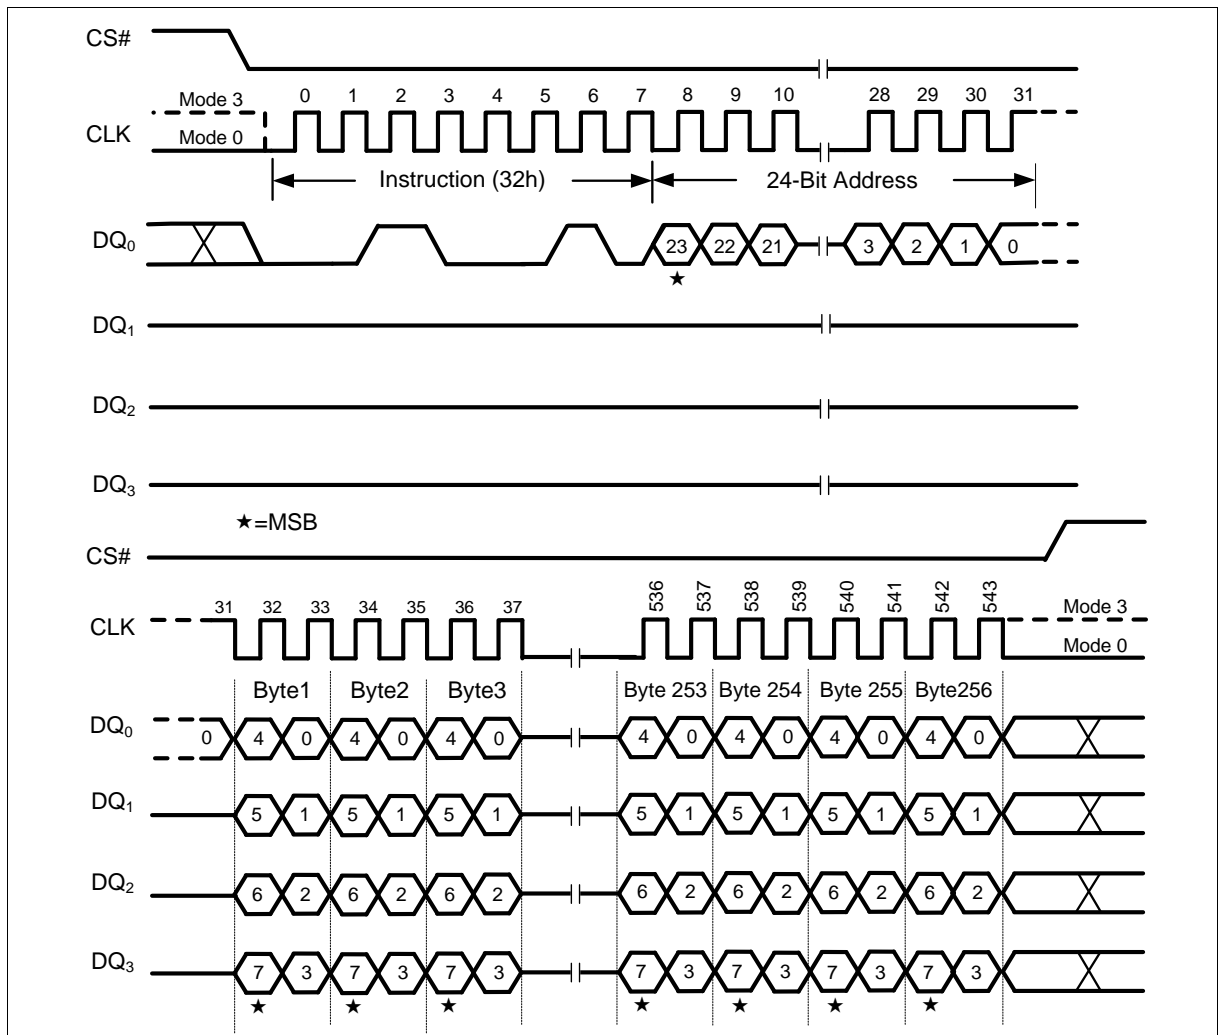 CS#
Mode 3 0 1 2 3 4 5 6 7 8 9 10 28 29 30 31
CLK Mode 0
Instruction (32h) 24-Bit Address
DQ0 23 22 21 3 2 1 0
★
DQ1
DQ2
DQ3
★=MSB
CS#
31 32 33 34 35 36 37 536 537 538 539 540 541 542 543 Mode 3
CLK Mode 0
Byte1 Byte2 Byte3 Byte 253 Byte 254 Byte 255 Byte256
DQ0 0 4 0 4 0 4 0 4 0 4 0 4 0 4 0
DQ1 5 1 5 1 5 1 5 1 5 1 5 1 5 1
DQ2 6 2 6 2 6 2 6 2 6 2 6 2 6 2
DQ3 7 3 7 3 7 3 7 3 7 3 7 3 7 3
★ ★ ★ ★ ★ ★ ★